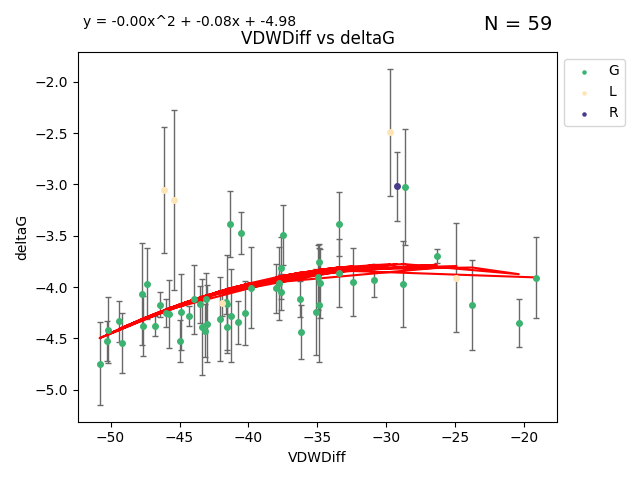 y = -0.00x^2 + -0.08x + -4.98
N = 59
VDWDiff vs deltaG
G
L
R
deltaG
−2.0
−2.5
−3.0
−3.5
−4.0
−4.5
−5.0
−50
−45
−40
−35
−30
−25
−20
VDWDiff